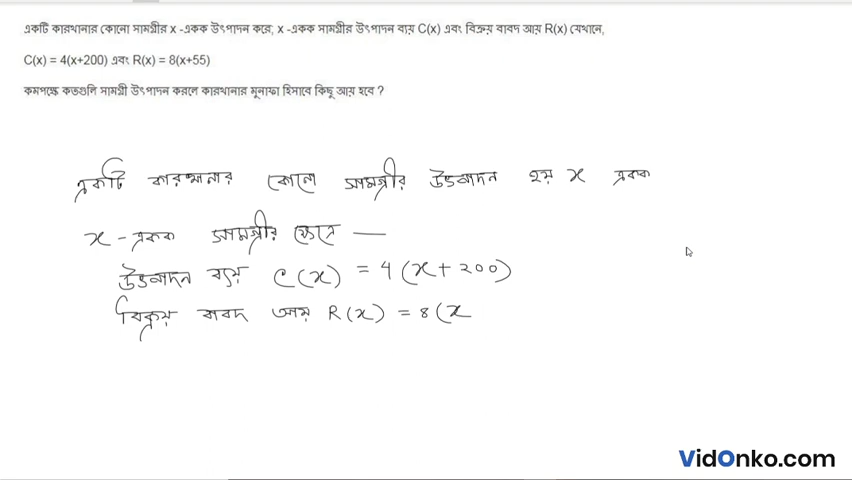 একটি কারখানার কোনো সামগ্রীর x -একক উৎপাদন করে; x -একক সামগ্রীর উৎপাদন ব্যয় C(x) এবং বিক্রয় বাবদ আয় R(x) যেখানে,
C(x) = 4(x+200) এবং R(x) = 8(x+55)
কমপক্ষে কতগুলি সামগ্রী উৎপাদন করলে কারখানার মুনাফা হিসাবে কিছু আয় হবে ?
একটি কারখানার কোনো সামগ্রীর উৎপাদন হয় x একক
x - একক সামগ্রীর ক্ষেত্রে —
উৎপাদন ব্যয় C(x) = 4(x+200)
বিক্রয় বাবদ আয় R(x) = 8(x
VidOnko.com